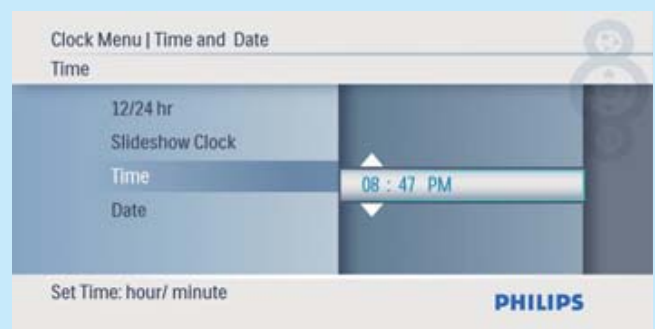 Clock Menu | Time and Date
Time
12/24 hr
Slideshow Clock
Time
08 : 47 PM
Date
Set Time: hour/ minute
PHILIPS